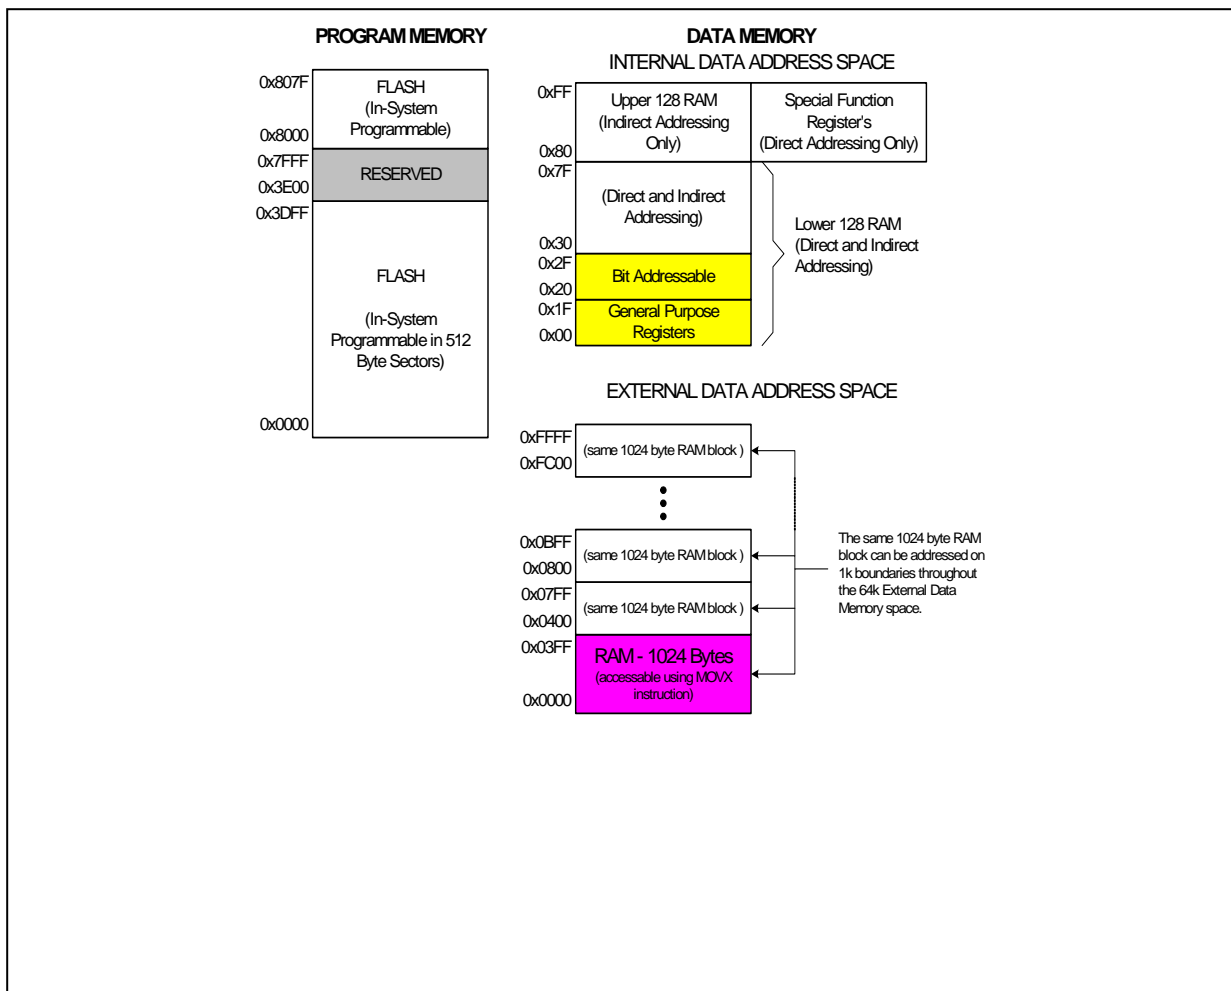 PROGRAM MEMORY
0x807F
FLASH
(In-System
Programmable)
0x8000
0x7FFF
RESERVED
0x3E00
0x3DFF
FLASH
(In-System
Programmable in 512
Byte Sectors)
0x0000
DATA MEMORY
INTERNAL DATA ADDRESS SPACE
0xFF
Upper 128 RAM
(Indirect Addressing
Only)
0x80
Special Function
Register's
(Direct Addressing Only)
0x7F
(Direct and Indirect
Addressing)
0x30
0x2F
Bit Addressable
0x20
0x1F
General Purpose
Registers
0x00
Lower 128 RAM
(Direct and Indirect
Addressing)
EXTERNAL DATA ADDRESS SPACE
0xFFFF
(same 1024 byte RAM block )
0xFC00
0x0BFF
(same 1024 byte RAM block )
0x0800
0x07FF
(same 1024 byte RAM block )
0x0400
0x03FF
RAM - 1024 Bytes
(accessable using MOVX
instruction)
0x0000
The same 1024 byte RAM
block can be addressed on
1k boundaries throughout
the 64k External Data
Memory space.